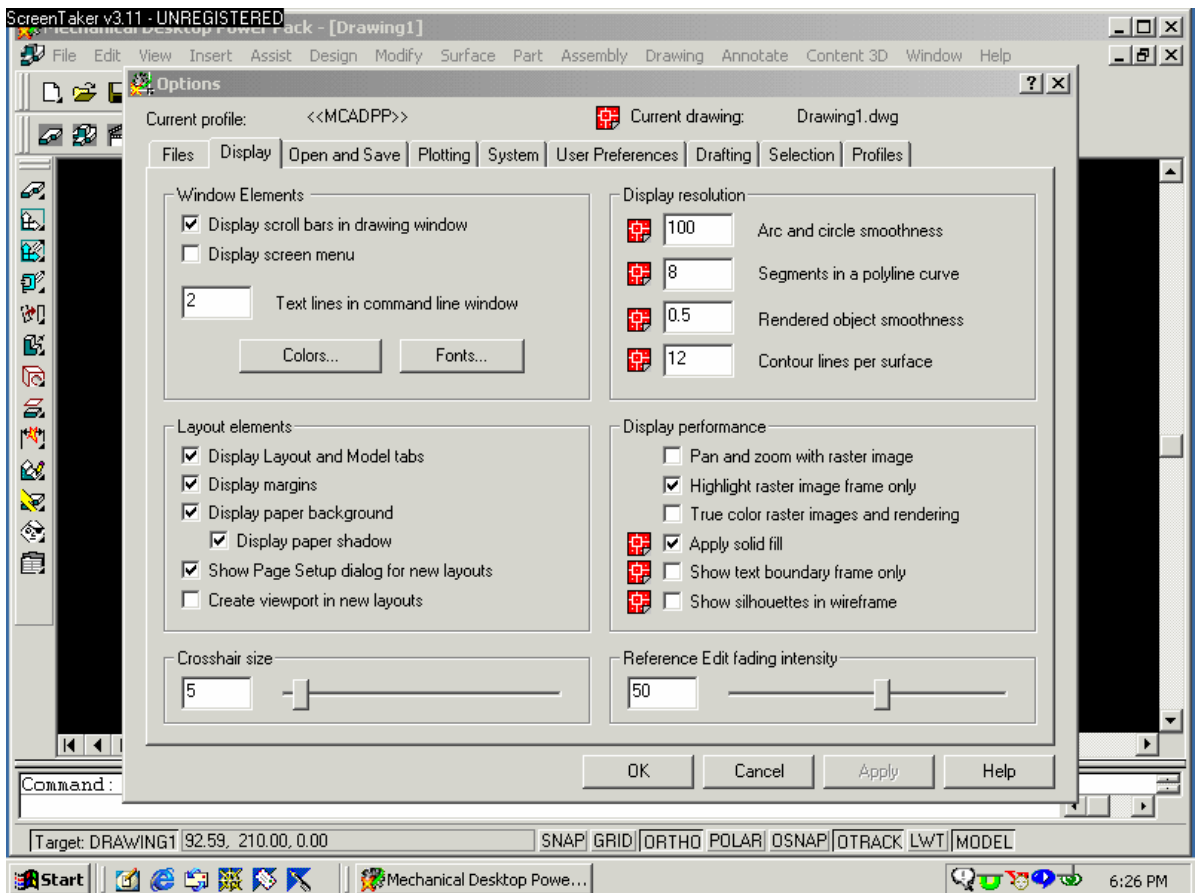 ScreenTaker v3.11 - UNREGISTERED
Mechanical Desktop Power Pack - [Drawing1]
File Edit View Insert Assist Design Modify Surface Part Assembly Drawing Annotate Content 3D Window Help
Options
Current profile: <<MCADPP>> Current drawing: Drawing1.dwg
Files Display Open and Save Plotting System User Preferences Drafting Selection Profiles
Window Elements
Display scroll bars in drawing window
Display screen menu
2 Text lines in command line window
Colors... Fonts...
Display resolution
100 Arc and circle smoothness
8 Segments in a polyline curve
0.5 Rendered object smoothness
12 Contour lines per surface
Layout elements
Display Layout and Model tabs
Display margins
Display paper background
Display paper shadow
Show Page Setup dialog for new layouts
Create viewport in new layouts
Display performance
Pan and zoom with raster image
Highlight raster image frame only
True color raster images and rendering
Apply solid fill
Show text boundary frame only
Show silhouettes in wireframe
Crosshair size
5
Reference Edit fading intensity
50
OK Cancel Apply Help
Command:
Target: DRAWING1 92.59, 210.00, 0.00 SNAP GRID ORTHO POLAR OSNAP OTRACK LWT MODEL
Start Mechanical Desktop Powe... 6:26 PM